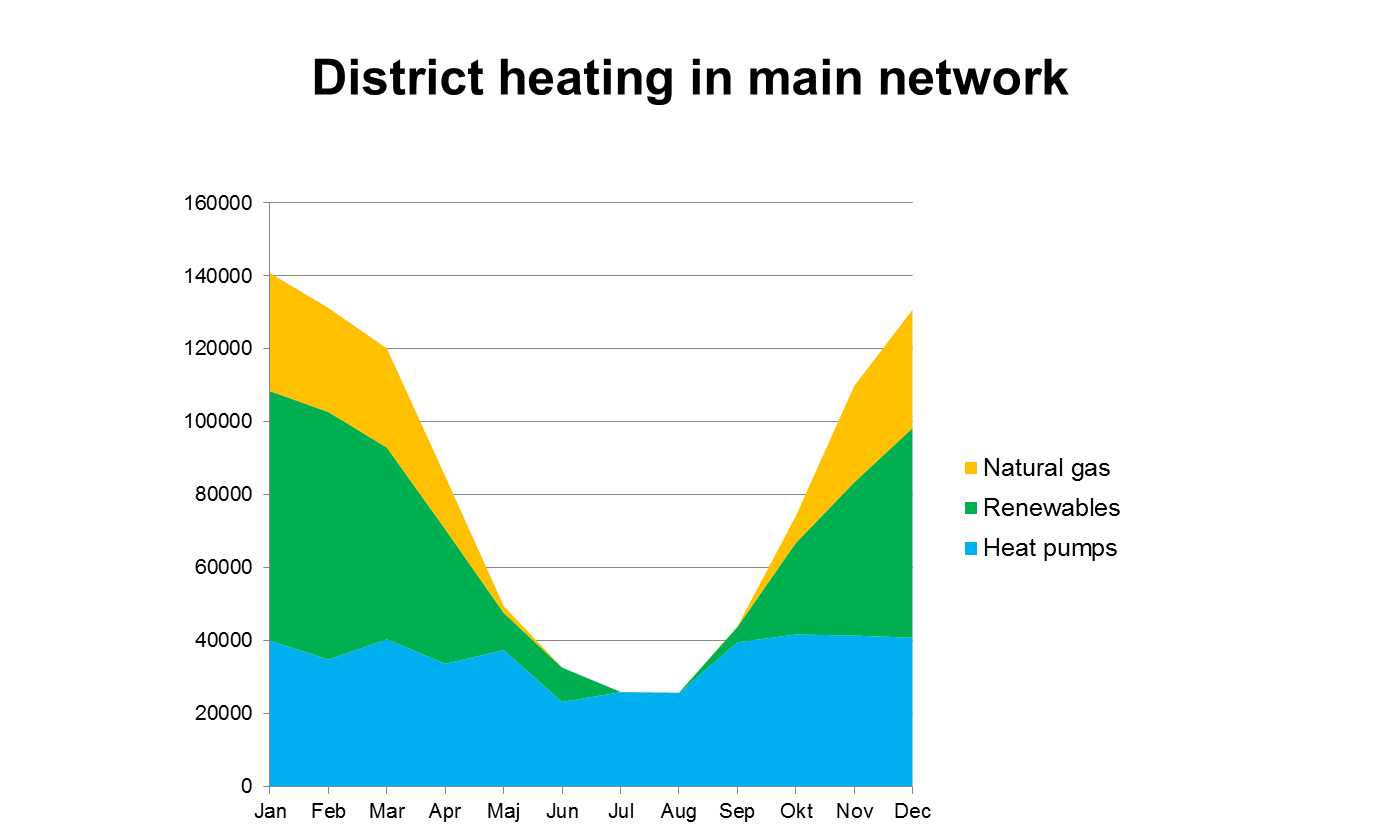 District heating in main network
160000
140000
120000
100000
80000
60000
40000
20000
0
Jan Feb Mar Apr Maj Jun Jul Aug Sep Okt Nov Dec
Natural gas
Renewables
Heat pumps